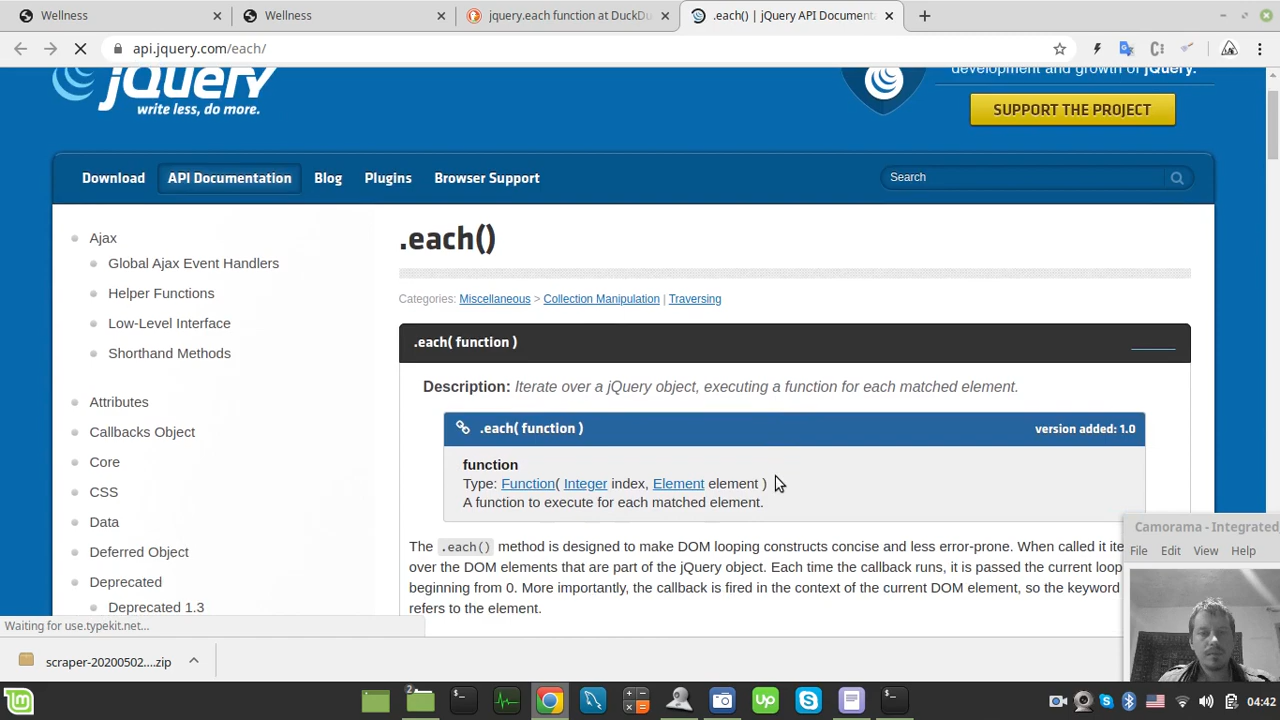 Wellness
Wellness
jquery.each function at DuckDu
.each() | jQuery API Documenta
api.jquery.com/each/
jQuery
write less, do more.
development and growth of jQuery.
SUPPORT THE PROJECT
Download
API Documentation
Blog
Plugins
Browser Support
Search
Ajax
Global Ajax Event Handlers
Helper Functions
Low-Level Interface
Shorthand Methods
Attributes
Callbacks Object
Core
CSS
Data
Deferred Object
Deprecated
Deprecated 1.3
.each()
Categories: Miscellaneous > Collection Manipulation | Traversing
.each( function )
Description: Iterate over a jQuery object, executing a function for each matched element.
.each( function )
version added: 1.0
function
Type: Function( Integer index, Element element )
A function to execute for each matched element.
The .each() method is designed to make DOM looping constructs concise and less error-prone. When called it ite
over the DOM elements that are part of the jQuery object. Each time the callback runs, it is passed the current loop
beginning from 0. More importantly, the callback is fired in the context of the current DOM element, so the keyword
refers to the element.
Camorama - Integrated
File Edit View Help
Waiting for use.typekit.net...
scraper-20200502....zip
2
Up
04:42